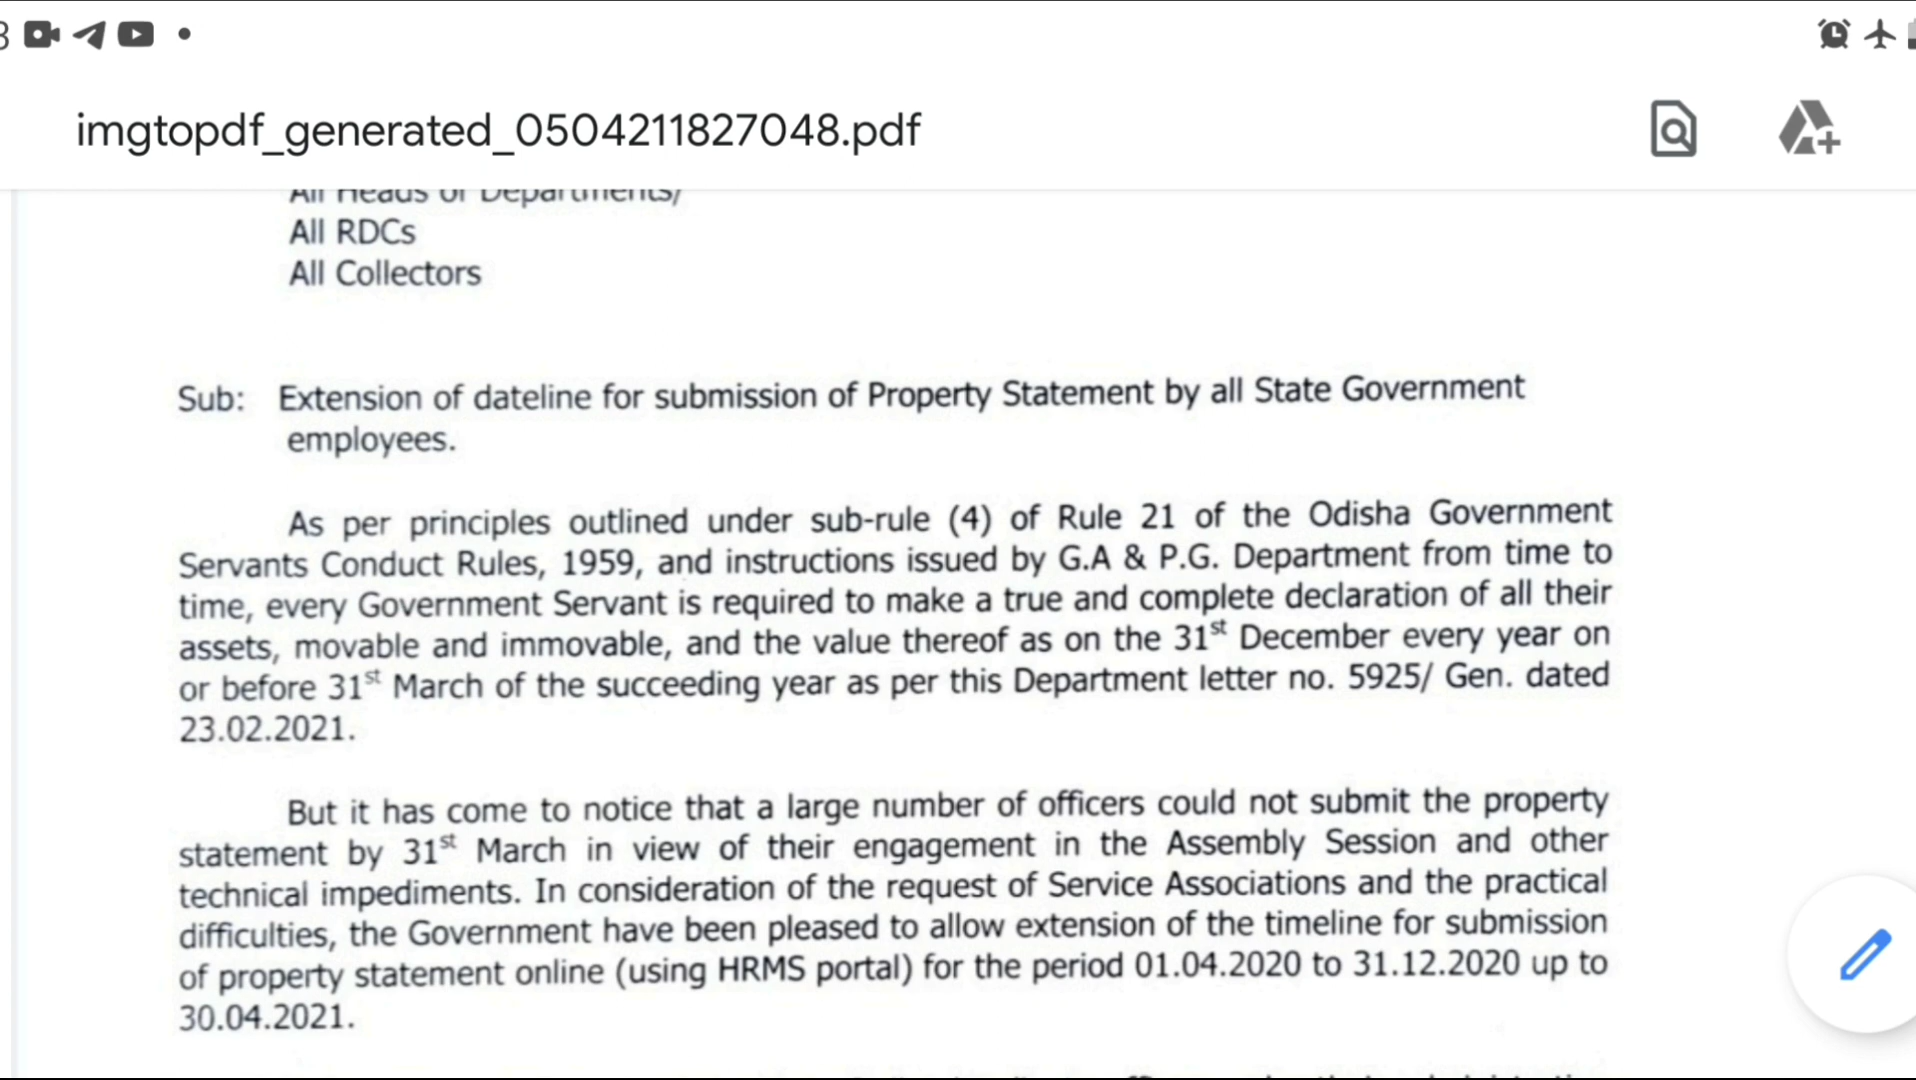 imgtopdf_generated_0504211827048.pdf
All Heads of Departments/
All RDCs
All Collectors
Sub: Extension of dateline for submission of Property Statement by all State Government
employees.
As per principles outlined under sub-rule (4) of Rule 21 of the Odisha Government
Servants Conduct Rules, 1959, and instructions issued by G.A & P.G. Department from time to
time, every Government Servant is required to make a true and complete declaration of all their
assets, movable and immovable, and the value thereof as on the 31st December every year on
or before 31st March of the succeeding year as per this Department letter no. 5925/ Gen. dated
23.02.2021.
But it has come to notice that a large number of officers could not submit the property
statement by 31st March in view of their engagement in the Assembly Session and other
technical impediments. In consideration of the request of Service Associations and the practical
difficulties, the Government have been pleased to allow extension of the timeline for submission
of property statement online (using HRMS portal) for the period 01.04.2020 to 31.12.2020 up to
30.04.2021.